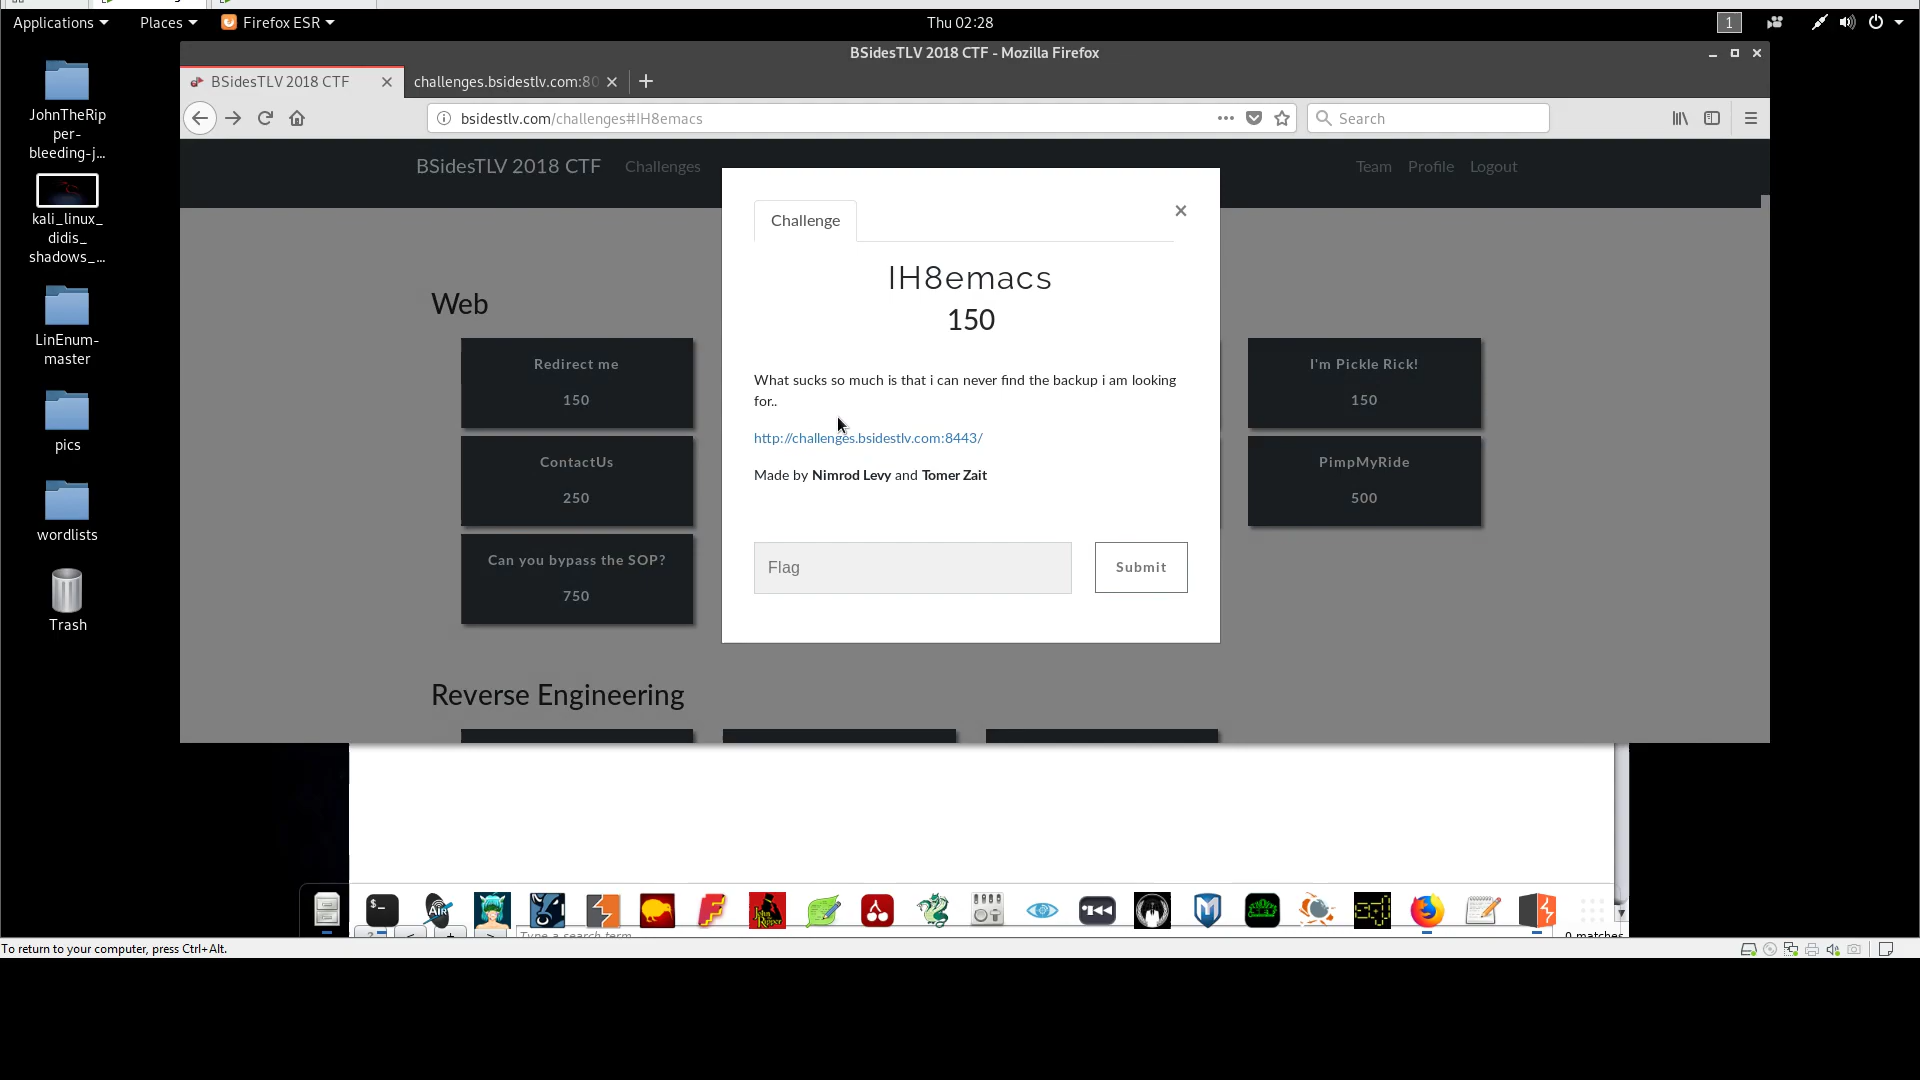 Applications
Places
Firefox ESR
Thu 02:28
1
BSidesTLV 2018 CTF - Mozilla Firefox
BSidesTLV 2018 CTF
challenges.bsidestlv.com:80
bsidestlv.com/challenges#IH8emacs
Search
BSidesTLV 2018 CTF
Challenges
Team
Profile
Logout
JohnTheRip
per-
bleeding-j...
kali_linux_
didis_
shadows_...
LinEnum-
master
pics
wordlists
Trash
Challenge
×
IH8emacs
150
What sucks so much is that i can never find the backup i am looking
for..
http://challenges.bsidestlv.com:8443/
Made by Nimrod Levy and Tomer Zait
Flag
Submit
Web
Redirect me
150
I'm Pickle Rick!
150
ContactUs
250
PimpMyRide
500
Can you bypass the SOP?
750
Reverse Engineering
Type a search term
0 matches
To return to your computer, press Ctrl+Alt.